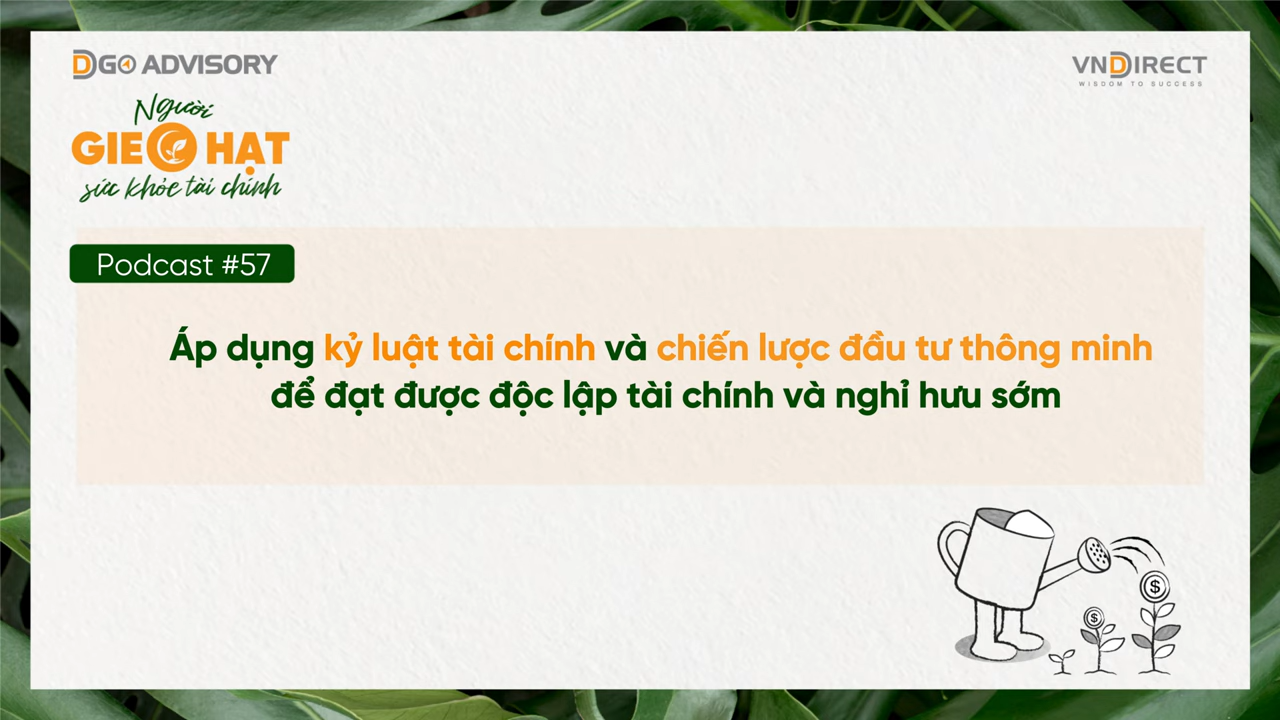 DGO ADVISORY
VNDIRECT
WISDOM TO SUCCESS
Người
GIEO HẠT
sức khỏe tài chính
Podcast #57
Áp dụng kỷ luật tài chính và chiến lược đầu tư thông minh
để đạt được độc lập tài chính và nghỉ hưu sớm
$
$